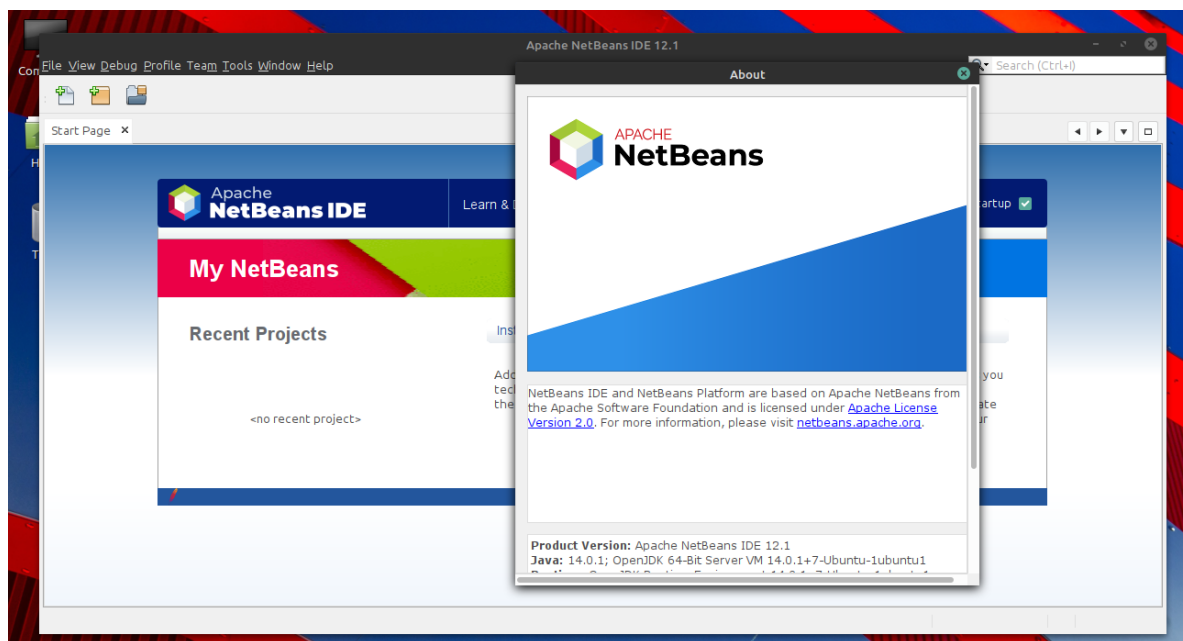 Apache NetBeans IDE 12.1
Con
File View Debug Profile Team Tools Window Help
Search (Ctrl+I)
About
Start Page
H
T
Apache
NetBeans IDE
Learn &
artup
My NetBeans
Recent Projects
<no recent project>
Inst
Add
tech
the
you
ate
ur
APACHE
NetBeans
NetBeans IDE and NetBeans Platform are based on Apache NetBeans from
the Apache Software Foundation and is licensed under Apache License
Version 2.0. For more information, please visit netbeans.apache.org.
Product Version: Apache NetBeans IDE 12.1
Java: 14.0.1; OpenJDK 64-Bit Server VM 14.0.1+7-Ubuntu-1ubuntu1